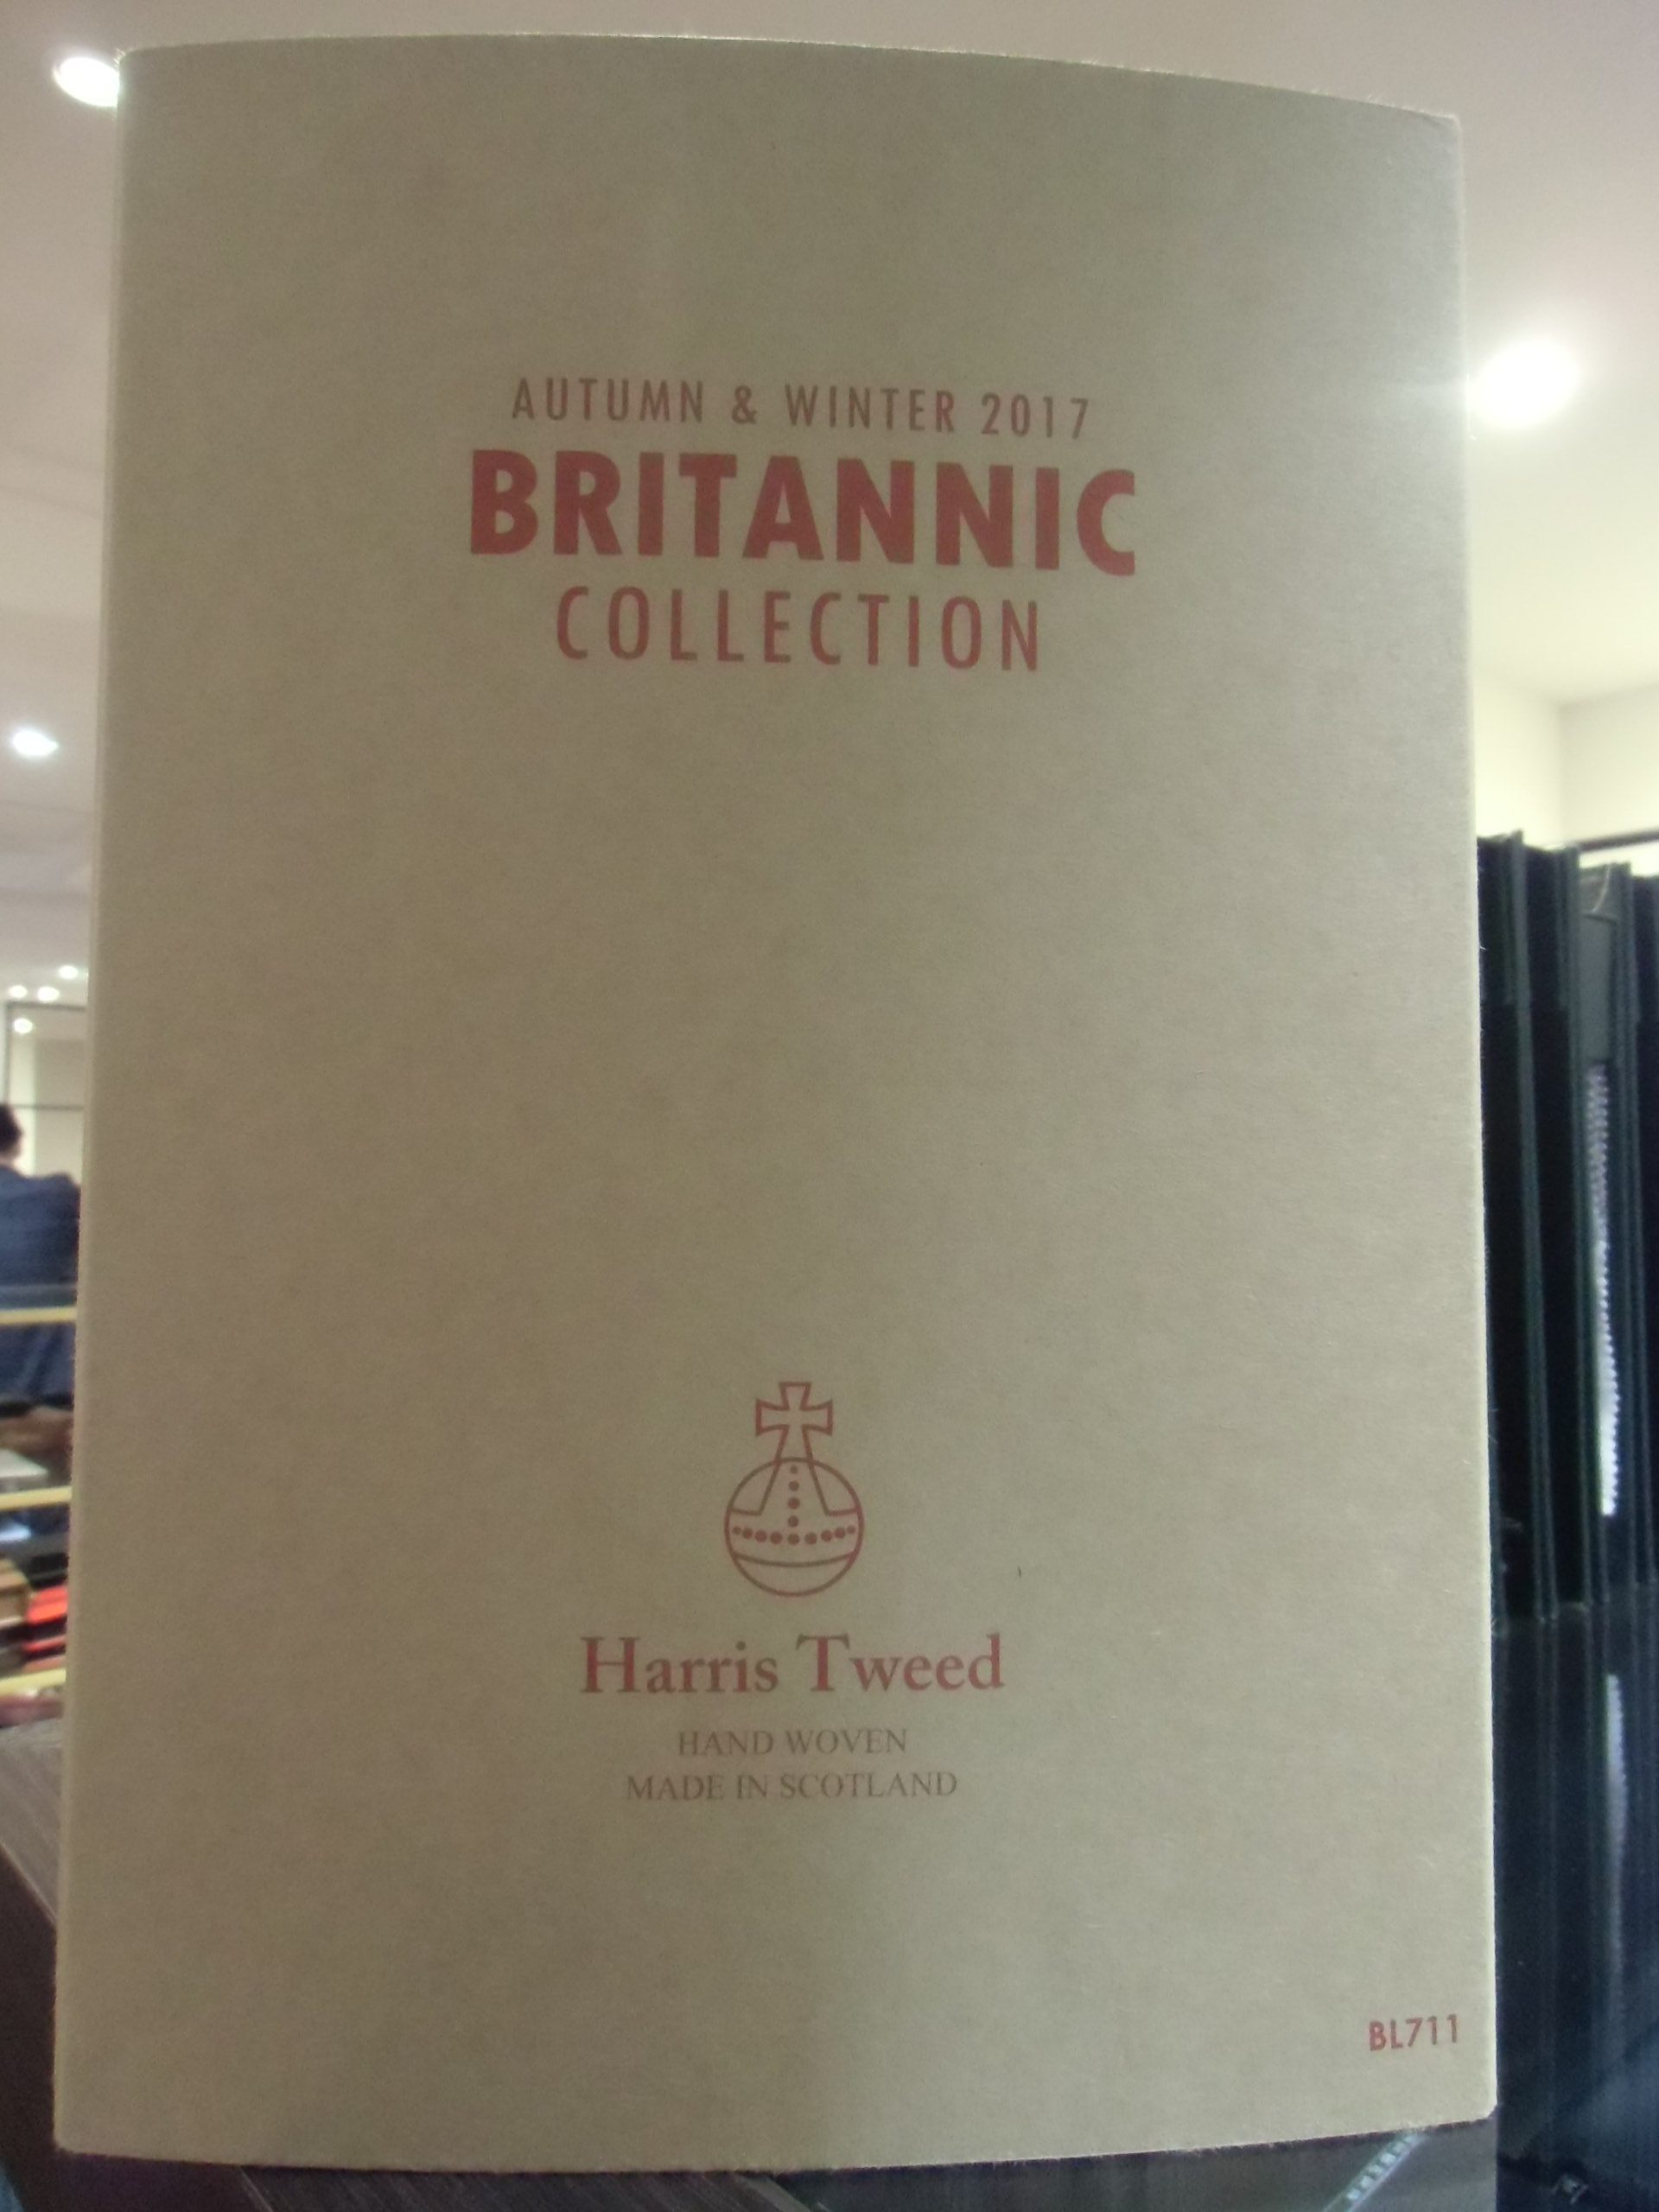 AUTUMN & WINTER 2017
BRITANNIC
COLLECTION
Harris Tweed
HAND WOVEN
MADE IN SCOTLAND
BL711